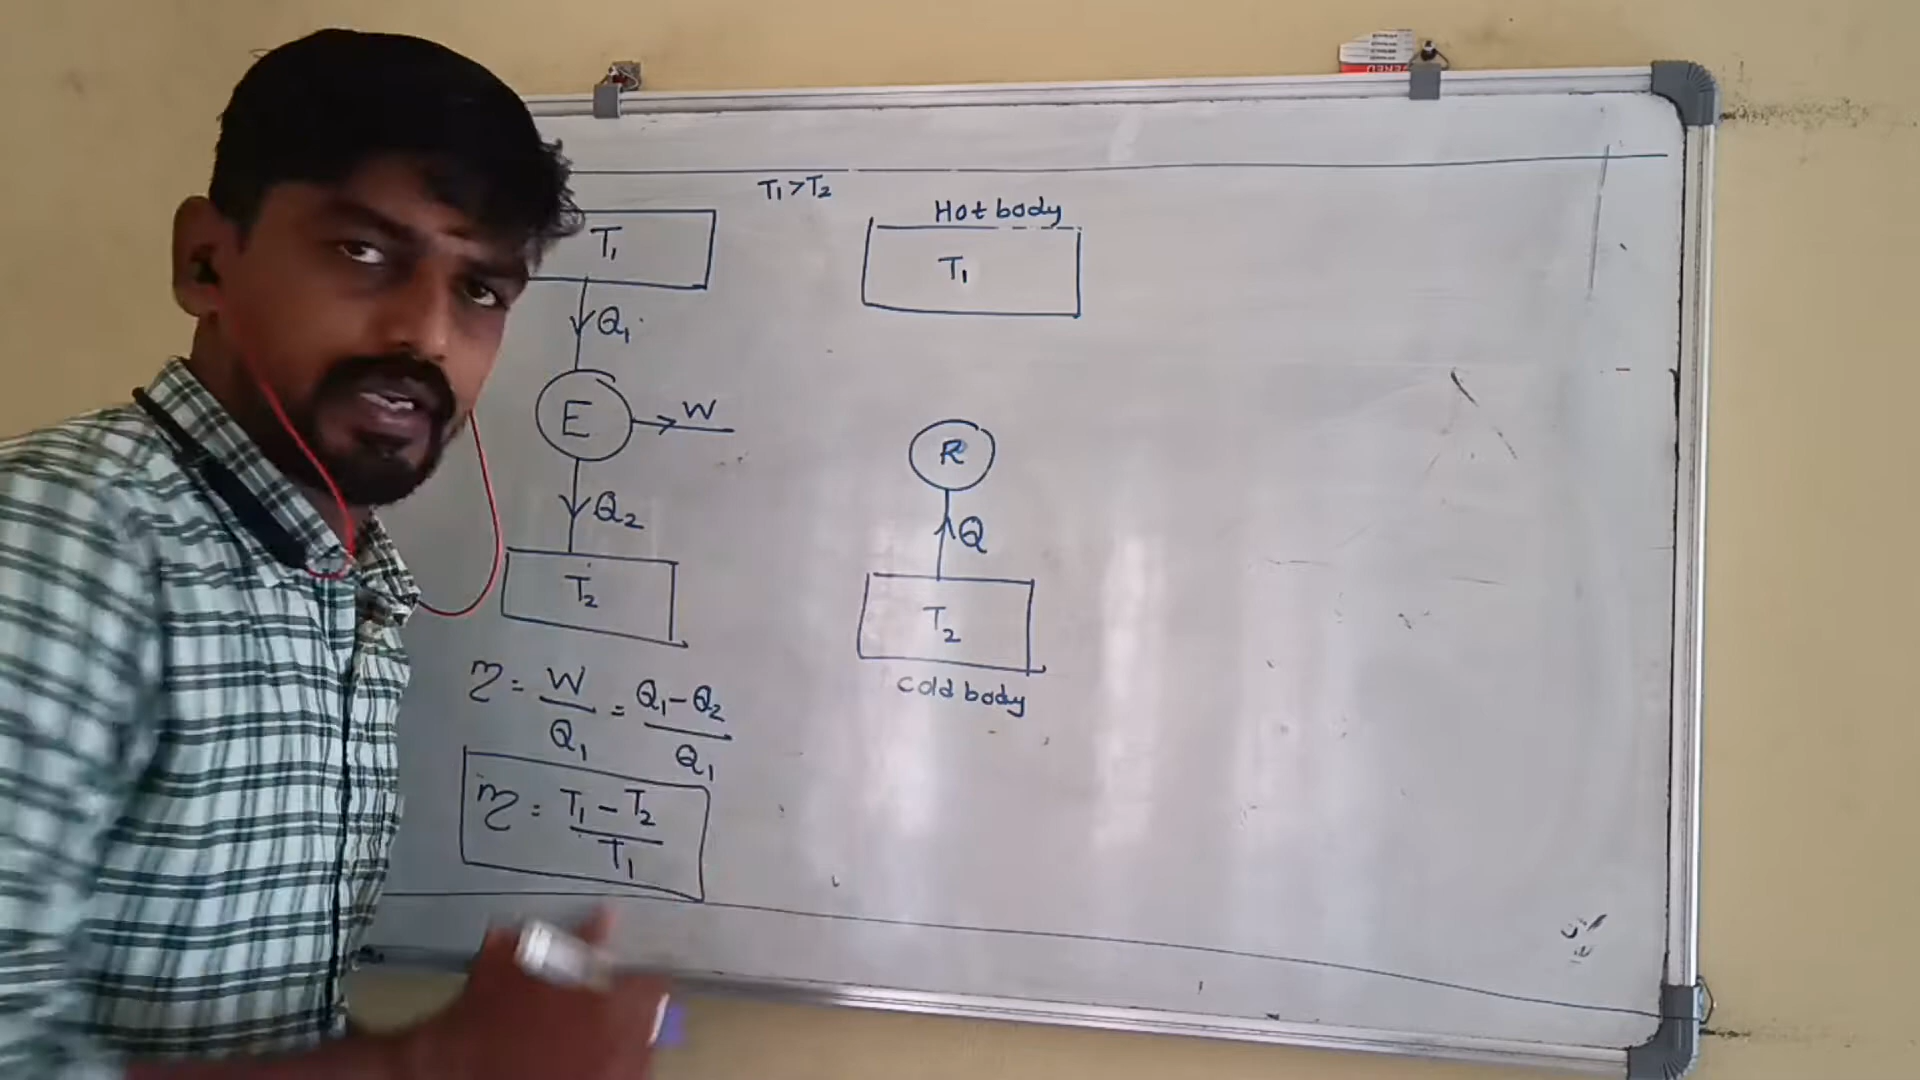 T₁>T₂
T₁
Q₁
E
W
Q₂
T₂
η = W/Q₁ = Q₁-Q₂/Q₁
η = T₁-T₂/T₁
Hot body
T₁
R
Q
T₂
cold body